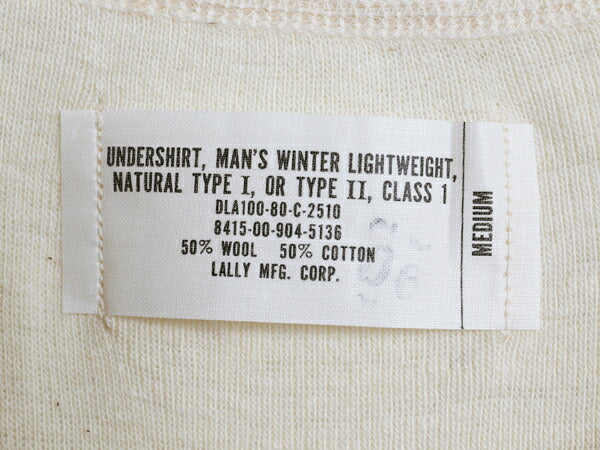 UNDERSHIRT, MAN'S WINTER LIGHTWEIGHT,
NATURAL TYPE I, OR TYPE II, CLASS 1
DLA100-80-C-2510
8415-00-904-5136
50% WOOL 50% COTTON
LALLY MFG. CORP.
MEDIUM